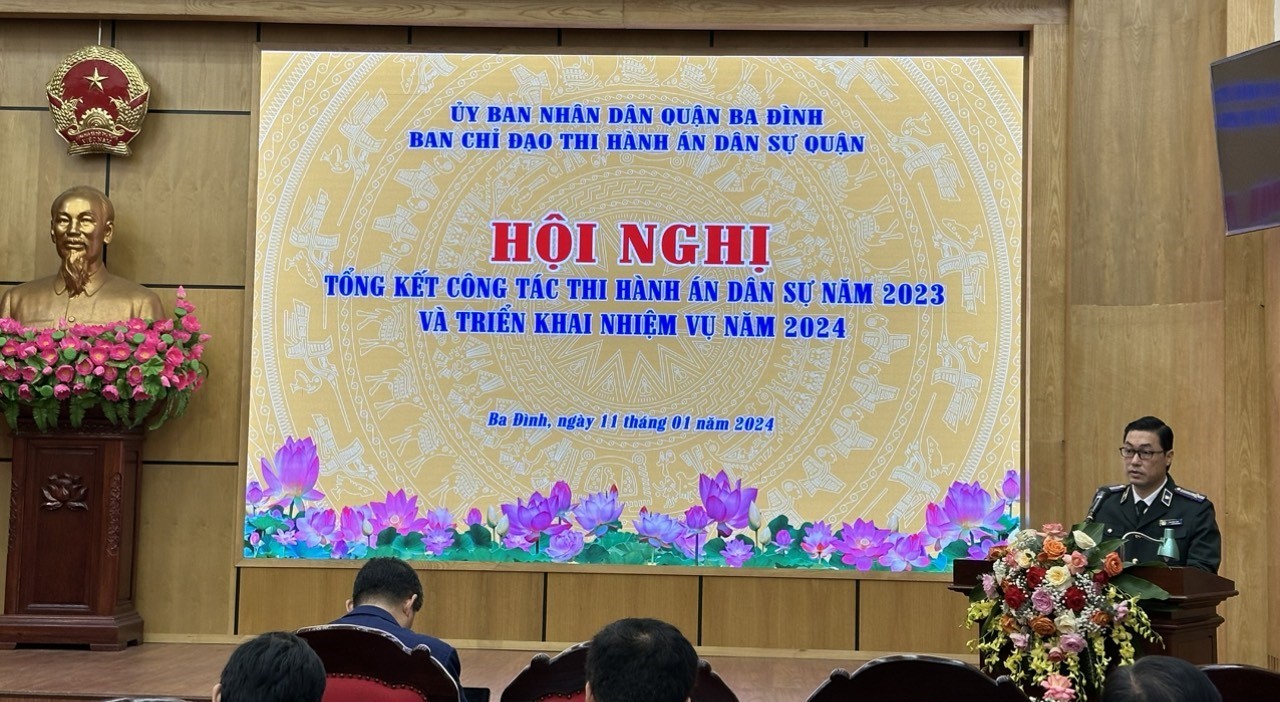 ỦY BAN NHÂN DÂN QUẬN BA ĐÌNH
BAN CHỈ ĐẠO THI HÀNH ÁN DÂN SỰ QUẬN
HỘI NGHỊ
TỔNG KẾT CÔNG TÁC THI HÀNH ÁN DÂN SỰ NĂM 2023
VÀ TRIỂN KHAI NHIỆM VỤ NĂM 2024
Ba Đình, ngày 11 tháng 01 năm 2024